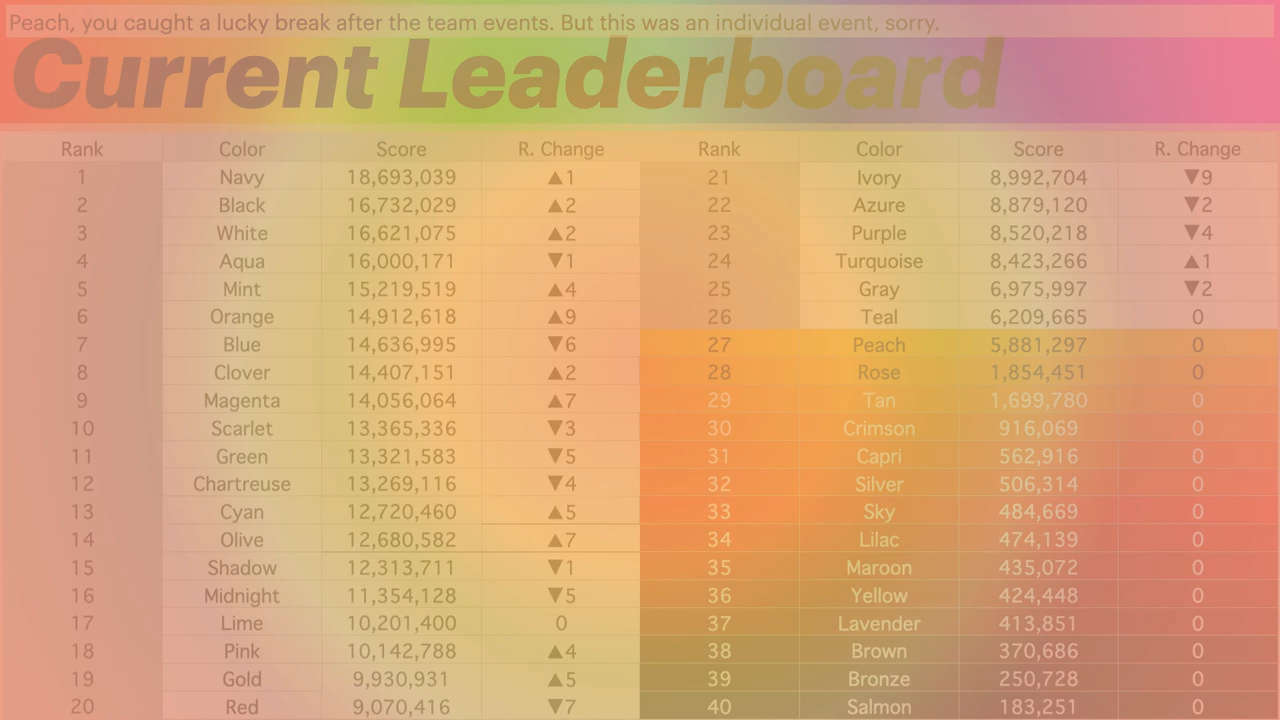 Peach, you caught a lucky break after the team events. But this was an individual event, sorry.
Current Leaderboard
Rank Color Score R. Change Rank Color Score R. Change
1 Navy 18,693,039 ▲1 21 Ivory 8,992,704 ▼9
2 Black 16,732,029 ▲2 22 Azure 8,879,120 ▼2
3 White 16,621,075 ▲2 23 Purple 8,520,218 ▼4
4 Aqua 16,000,171 ▼1 24 Turquoise 8,423,266 ▲1
5 Mint 15,219,519 ▲4 25 Gray 6,975,997 ▼2
6 Orange 14,912,618 ▲9 26 Teal 6,209,665 0
7 Blue 14,636,995 ▼6 27 Peach 5,881,297 0
8 Clover 14,407,151 ▲2 28 Rose 1,854,451 0
9 Magenta 14,056,064 ▲7 29 Tan 1,699,780 0
10 Scarlet 13,365,336 ▼3 30 Crimson 916,069 0
11 Green 13,321,583 ▼5 31 Capri 562,916 0
12 Chartreuse 13,269,116 ▼4 32 Silver 506,314 0
13 Cyan 12,720,460 ▲5 33 Sky 484,669 0
14 Olive 12,680,582 ▲7 34 Lilac 474,139 0
15 Shadow 12,313,711 ▼1 35 Maroon 435,072 0
16 Midnight 11,354,128 ▼5 36 Yellow 424,448 0
17 Lime 10,201,400 0 37 Lavender 413,851 0
18 Pink 10,142,788 ▲4 38 Brown 370,686 0
19 Gold 9,930,931 ▲5 39 Bronze 250,728 0
20 Red 9,070,416 ▼7 40 Salmon 183,251 0